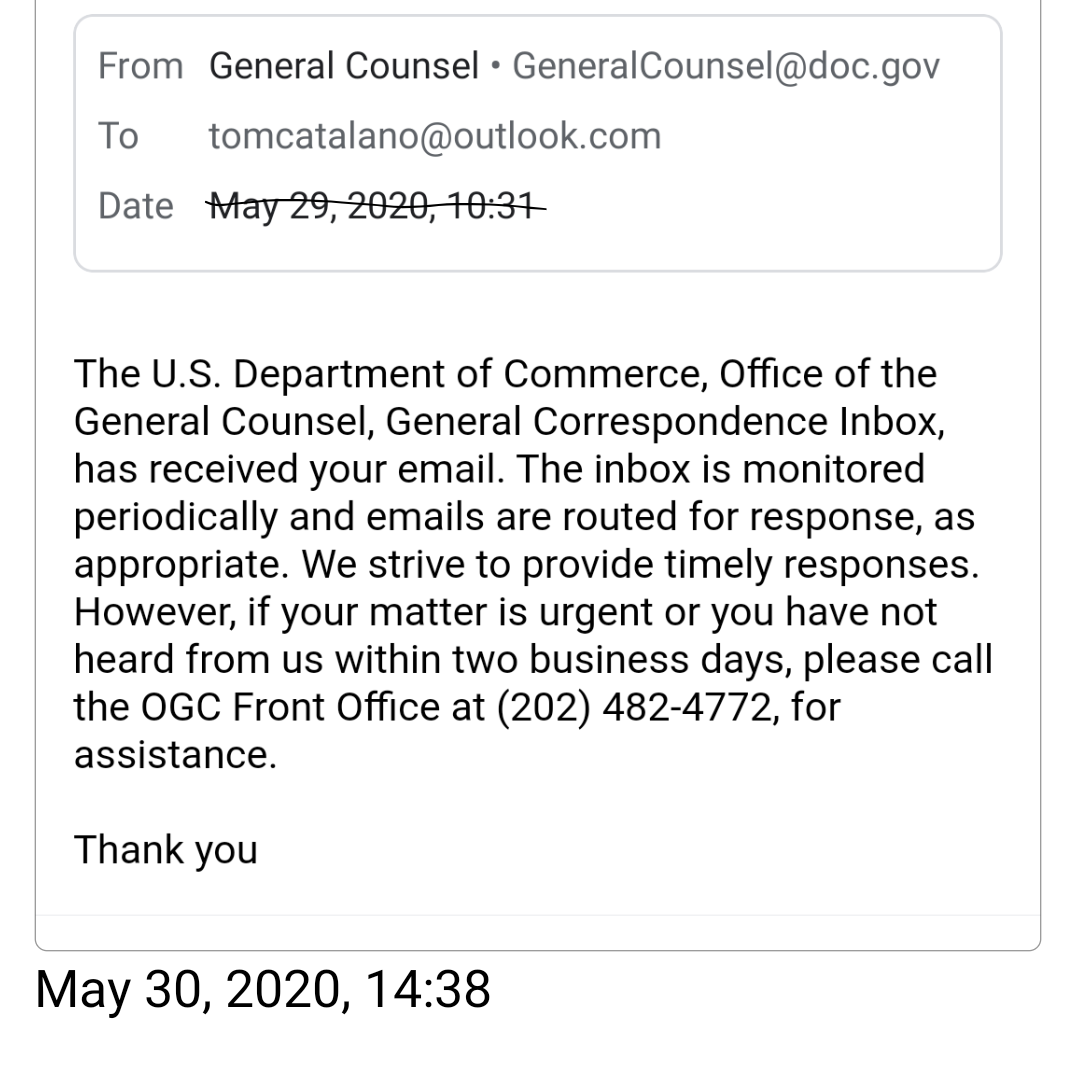 From General Counsel • GeneralCounsel@doc.gov
To tomcatalano@outlook.com
Date May 29, 2020, 10:31
The U.S. Department of Commerce, Office of the
General Counsel, General Correspondence Inbox,
has received your email. The inbox is monitored
periodically and emails are routed for response, as
appropriate. We strive to provide timely responses.
However, if your matter is urgent or you have not
heard from us within two business days, please call
the OGC Front Office at (202) 482-4772, for
assistance.
Thank you
May 30, 2020, 14:38